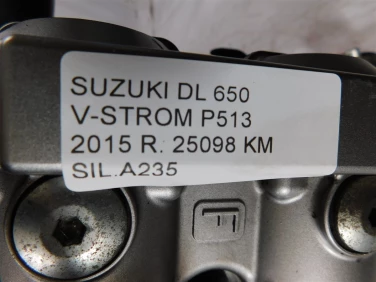 SUZUKI DL 650
V-STROM P513
2015 R. 25098 KM
SIL.A235
F